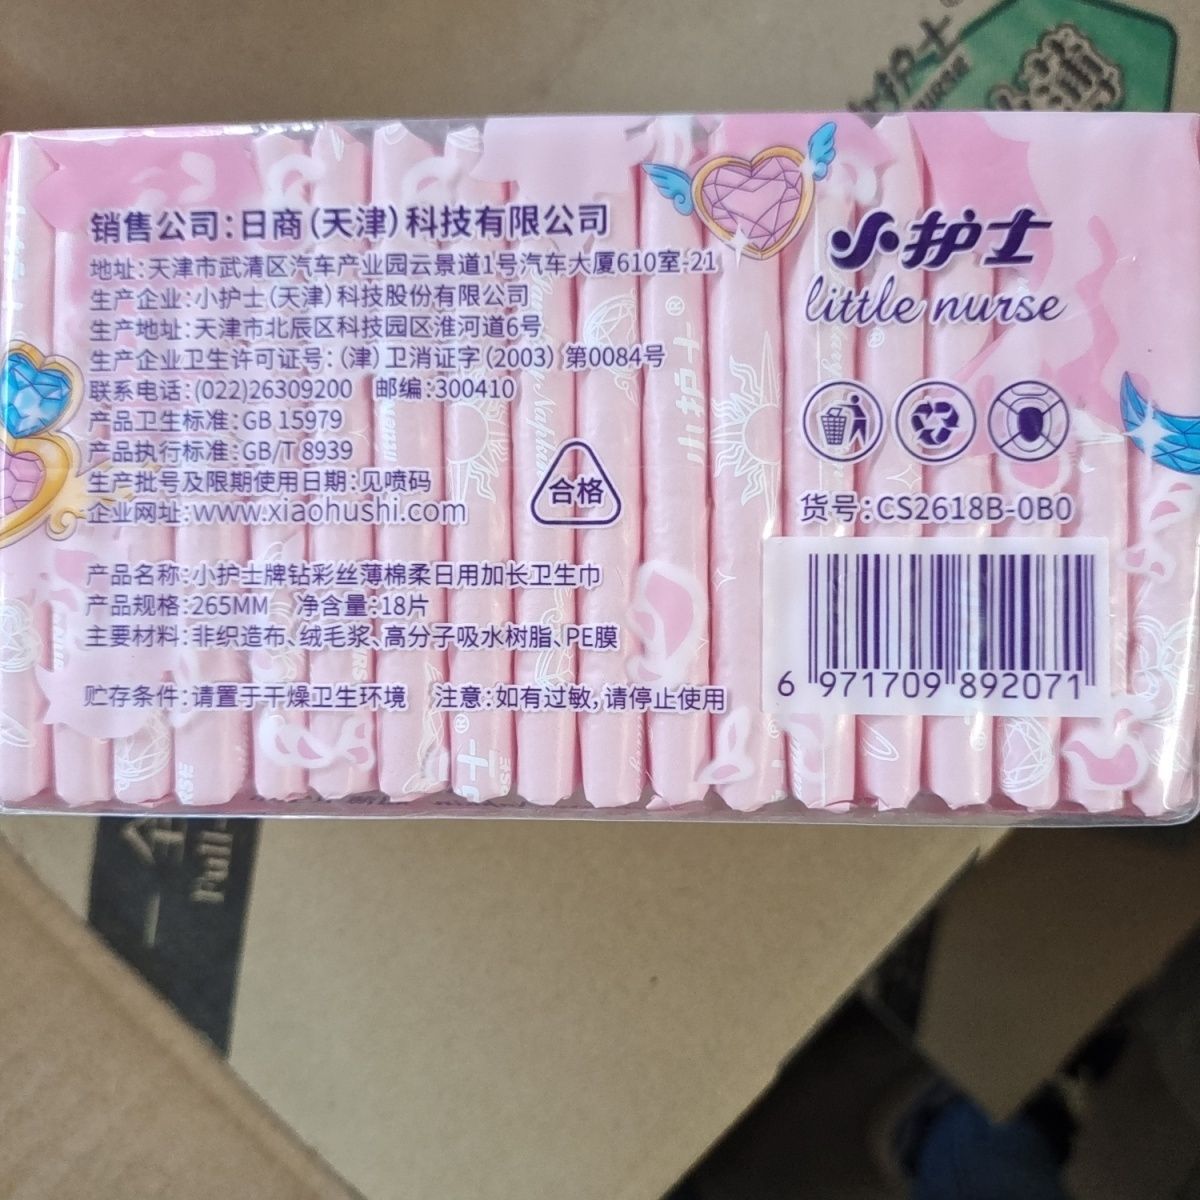 销售公司:日商(天津)科技有限公司
地址:天津市武清区汽车产业园云景道1号汽车大厦610室-21
生产企业:小护士(天津)科技股份有限公司
生产地址:天津市北辰区科技园区淮河道6号
生产企业卫生许可证号:(津)卫消证字(2003)第0084号
联系电话:(022)26309200 邮编:300410
产品卫生标准:GB 15979
产品执行标准:GB/T 8939
生产批号及限期使用日期:见喷码
企业网址:www.xiaohushi.com
合格
产品名称:小护士牌钻彩丝薄棉柔日用加长卫生巾
产品规格:265MM 净含量:18片
主要材料:非织造布、绒毛浆、高分子吸水树脂、PE膜
贮存条件:请置于干燥卫生环境 注意:如有过敏,请停止使用
小护士
little nurse
货号:CS2618B-0B0
6 971709 892071
小护士®
Full